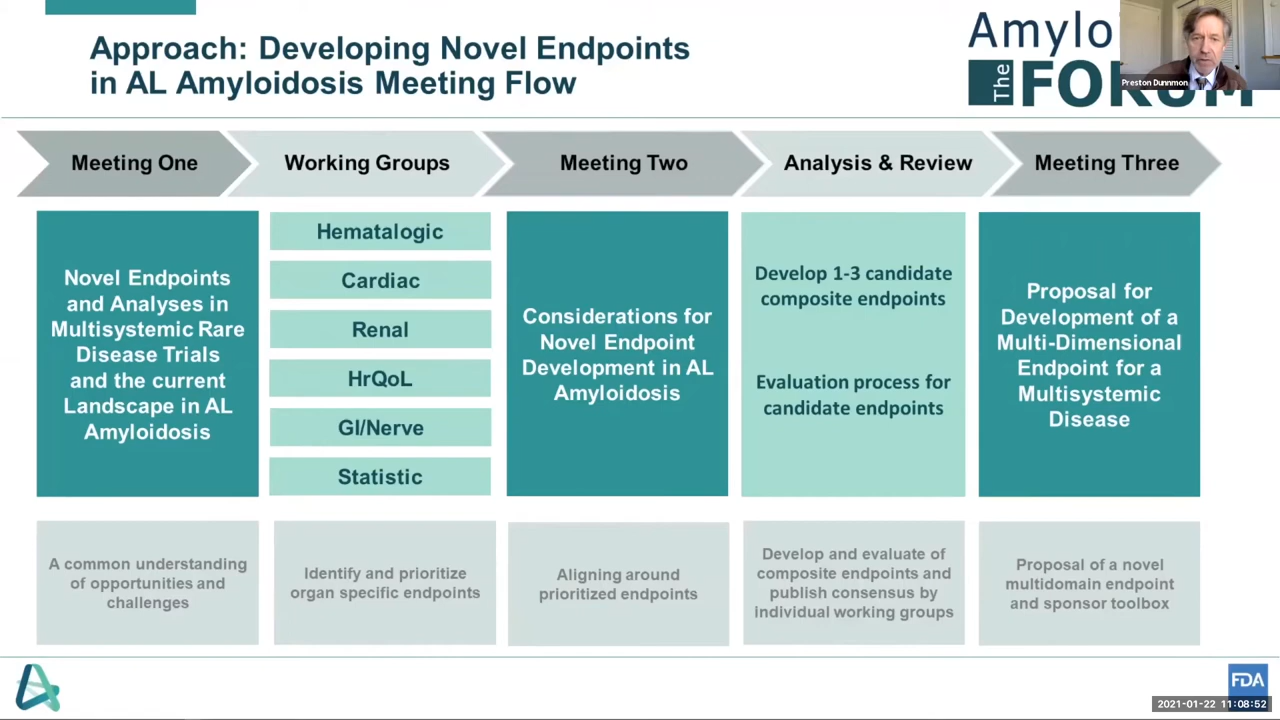 Approach: Developing Novel Endpoints
in AL Amyloidosis Meeting Flow
Amylo
The FORUM
Preston Dunnmon
Meeting One
Working Groups
Meeting Two
Analysis & Review
Meeting Three
Novel Endpoints
and Analyses in
Multisystemic Rare
Disease Trials
and the current
Landscape in AL
Amyloidosis
Hematalogic
Cardiac
Renal
HrQoL
GI/Nerve
Statistic
Considerations for
Novel Endpoint
Development in AL
Amyloidosis
Develop 1-3 candidate
composite endpoints
Evaluation process for
candidate endpoints
Proposal for
Development of a
Multi-Dimensional
Endpoint for a
Multisystemic
Disease
A common understanding
of opportunities and
challenges
Identify and prioritize
organ specific endpoints
Aligning around
prioritized endpoints
Develop and evaluate of
composite endpoints and
publish consensus by
individual working groups
Proposal of a novel
multidomain endpoint
and sponsor toolbox
FDA
2021-01-22 11:08:52